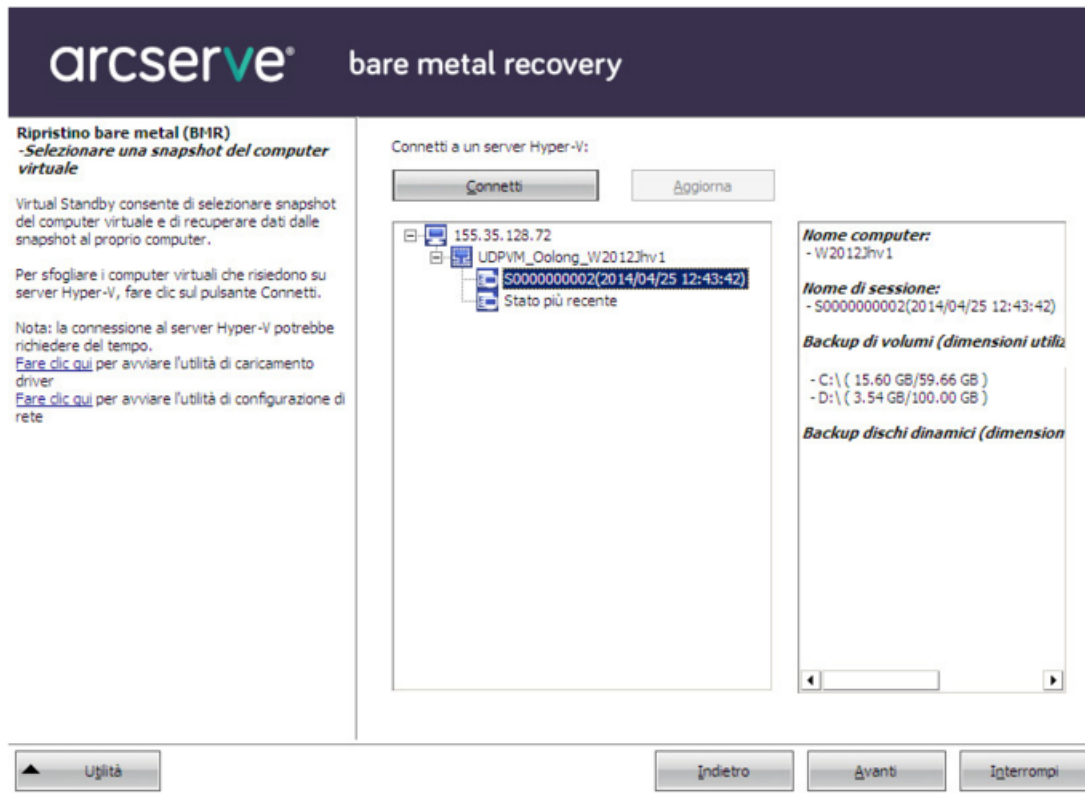 arcserve® bare metal recovery
Ripristino bare metal (BMR)
-Selezionare una snapshot del computer
virtuale
Virtual Standby consente di selezionare snapshot
del computer virtuale e di recuperare dati dalle
snapshot al proprio computer.
Per sfogliare i computer virtuali che risiedono su
server Hyper-V, fare clic sul pulsante Connetti.
Nota: la connessione al server Hyper-V potrebbe
richiedere del tempo.
Fare clic qui per avviare l'utilità di caricamento
driver
Fare clic qui per avviare l'utilità di configurazione di
rete
Connetti a un server Hyper-V:
Connetti
Aggiorna
155.35.128.72
UDPVM_Oolong_W2012Jhv1
S0000000002(2014/04/25 12:43:42)
Stato più recente
Nome computer:
- W2012Jhv1
Nome di sessione:
- S0000000002(2014/04/25 12:43:42)
Backup di volumi (dimensioni utiliz
- C:\ ( 15.60 GB/59.66 GB )
- D:\ ( 3.54 GB/100.00 GB )
Backup dischi dinamici (dimension
Utilità
Indietro
Avanti
Interrompi